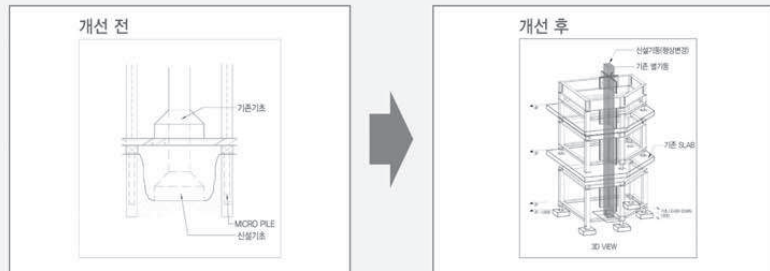 개선 전
기존기초
MICRO PILE
신설기초
개선 후
신설기둥(형상변경)
기존 별기둥
기존 SLAB
3D VIEW